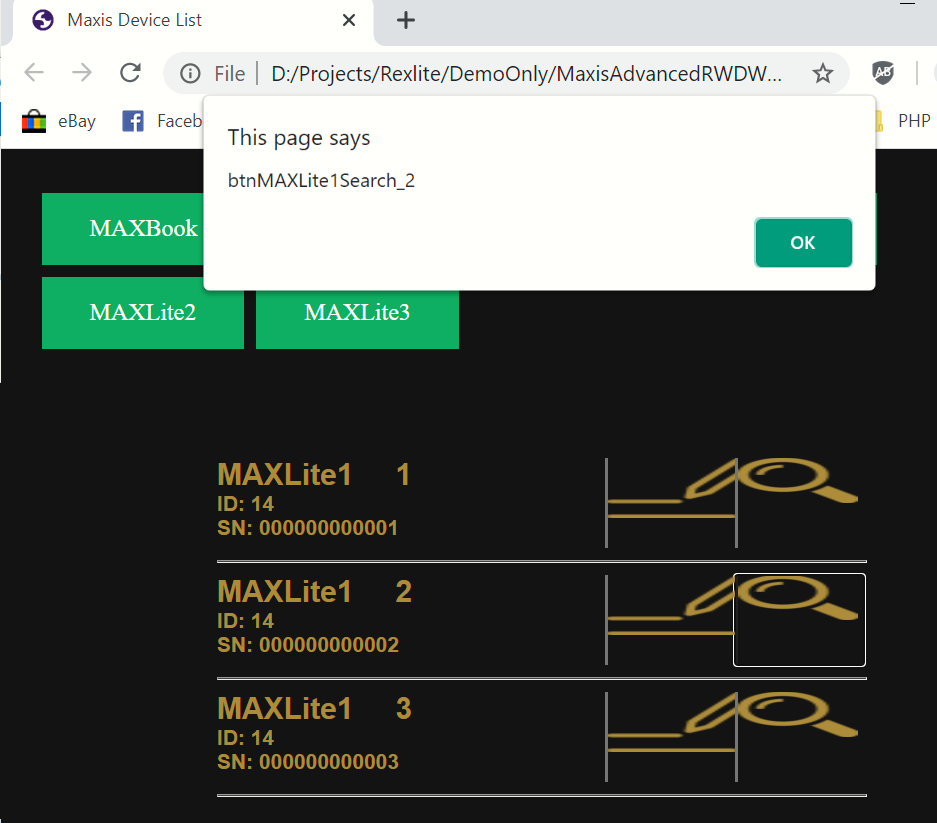 Maxis Device List
File D:/Projects/Rexlite/DemoOnly/MaxisAdvancedRWDW...
AB
eBay
Faceb
PHP
This page says
btnMAXLite1Search_2
OK
MAXBook
MAXLite2 MAXLite3
MAXLite1 1
ID: 14
SN: 000000000001
MAXLite1 2
ID: 14
SN: 000000000002
MAXLite1 3
ID: 14
SN: 000000000003